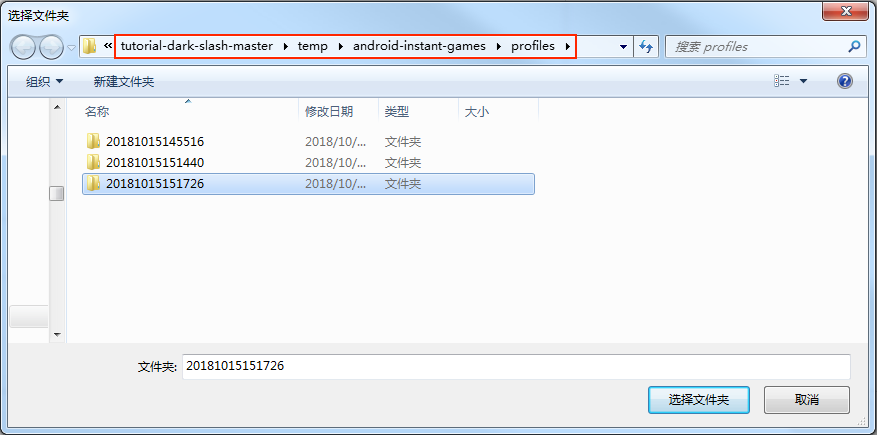 选择文件夹
« tutorial-dark-slash-master ▸ temp ▸ android-instant-games ▸ profiles ▸ 搜索 profiles
组织 ▼ 新建文件夹
名称 修改日期 类型 大小
20181015145516 2018/10/... 文件夹
20181015151440 2018/10/... 文件夹
20181015151726 2018/10/... 文件夹
文件夹: 20181015151726
选择文件夹 取消